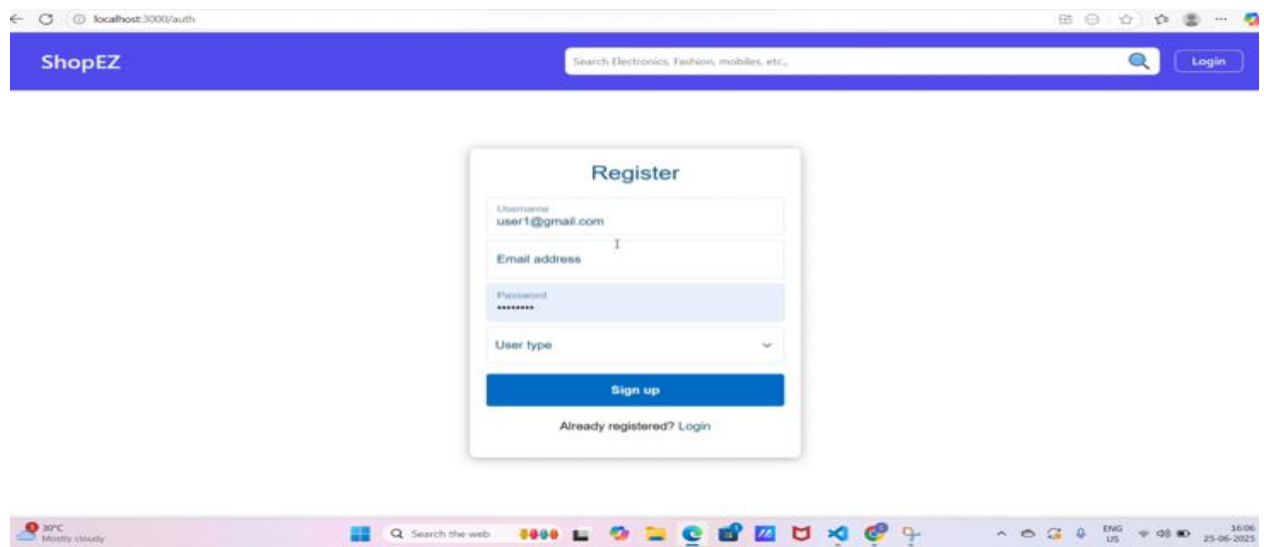 localhost:3000/auth
ShopEZ
Search Electronics, Fashion, mobiles, etc.,
Login
Register
Username
user1@gmail.com
Email address
Password
••••••••
User type
Sign up
Already registered? Login
1
30°C
Mostly cloudy
Search the web
ENG
US
16:06
25-06-2025